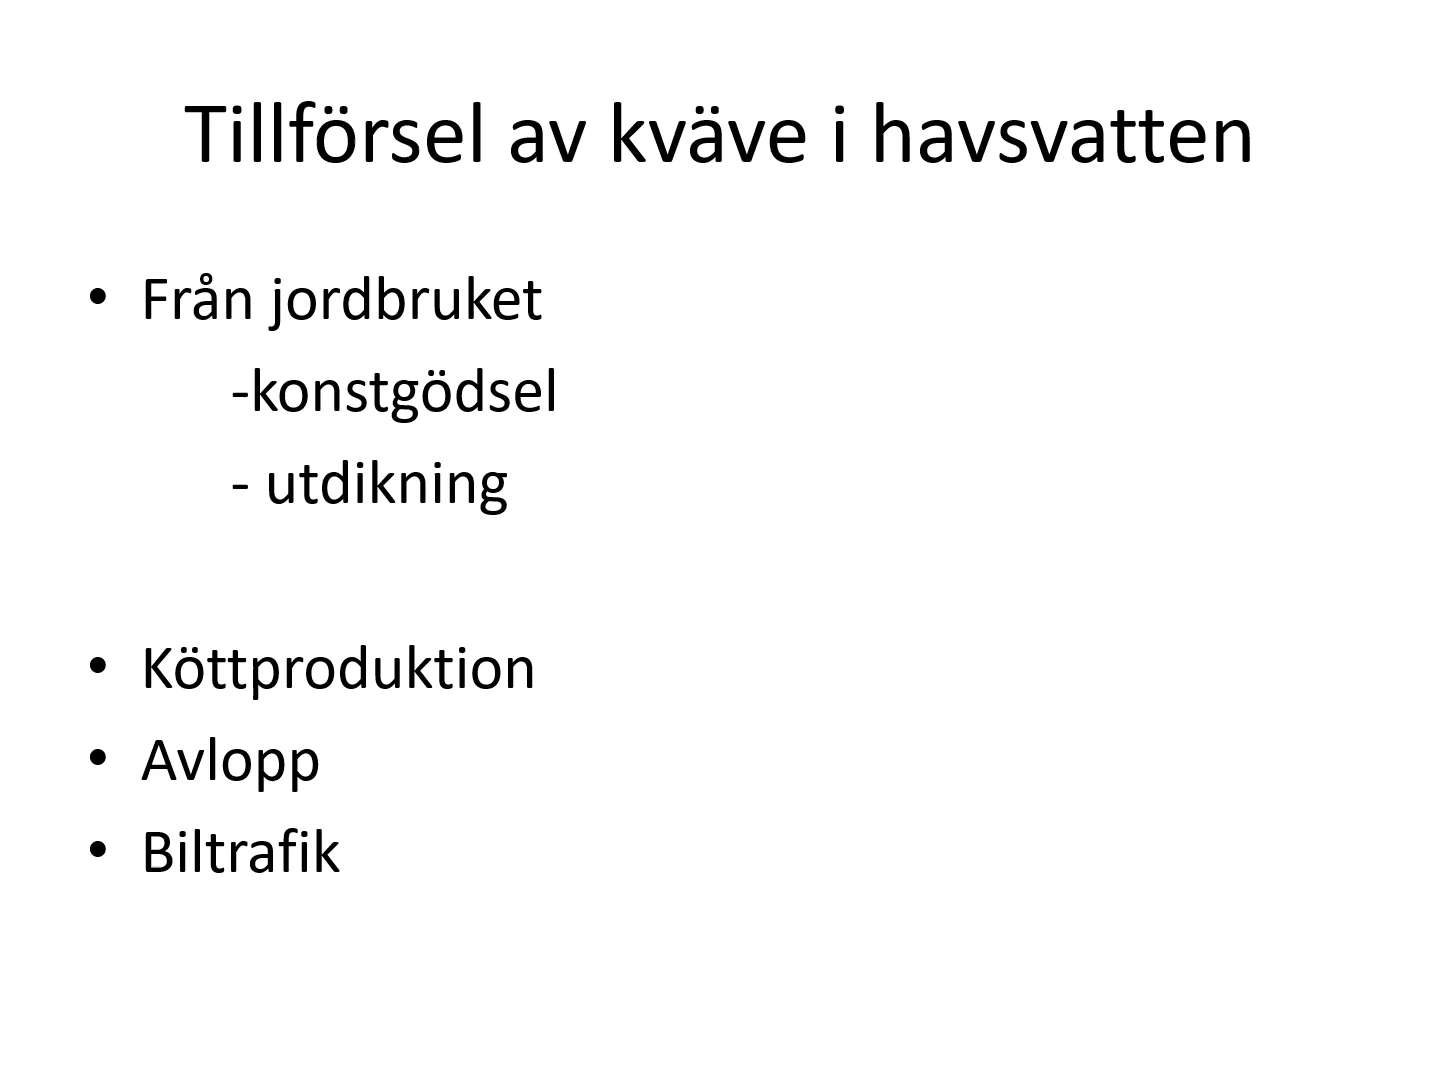 Tillförsel av kväve i havsvatten
• Från jordbruket
-konstgödsel
- utdikning
• Köttproduktion
• Avlopp
• Biltrafik